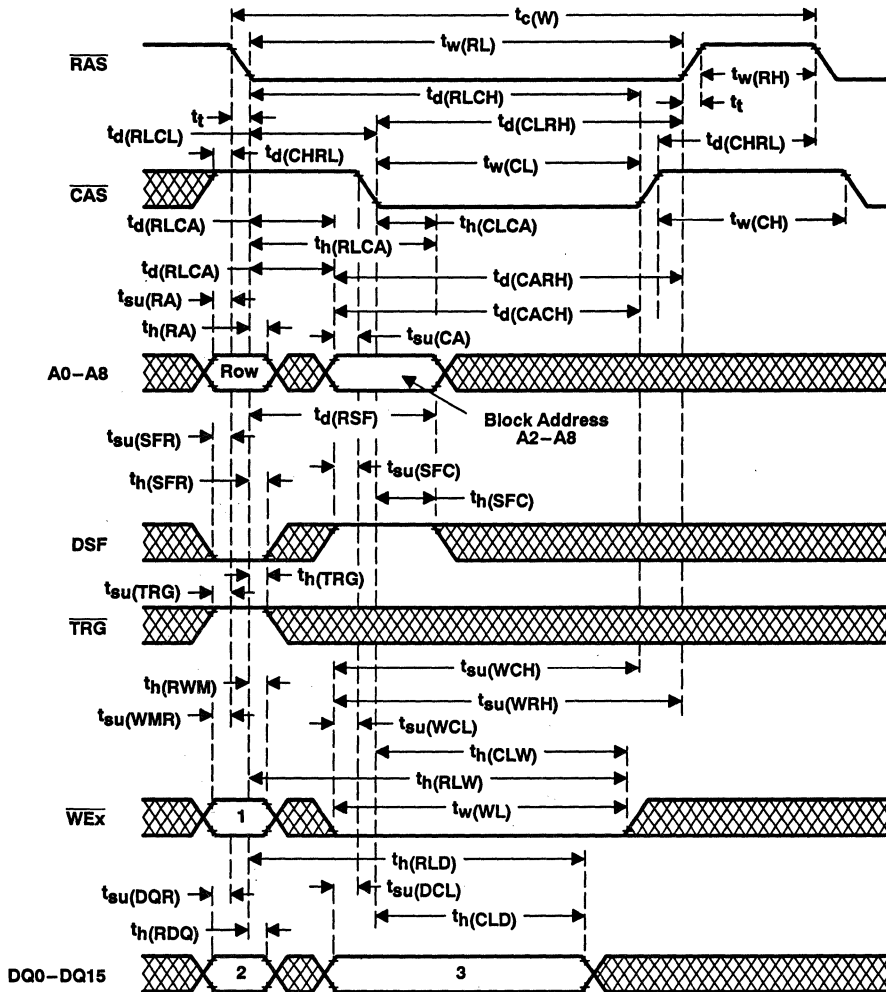 tc(W)
RAS
tw(RL)
tw(RH)
td(RLCH)
tt
tt
td(CLRH)
td(RLCL)
td(CHRL)
td(CHRL)
tw(CL)
CAS
td(RLCA)
th(CLCA)
tw(CH)
th(RLCA)
td(RLCA)
td(CARH)
tsu(RA)
td(CACH)
th(RA)
tsu(CA)
A0–A8
Row
td(RSF)
Block Address
A2–A8
tsu(SFR)
tsu(SFC)
th(SFR)
th(SFC)
DSF
th(TRG)
tsu(TRG)
TRG
tsu(WCH)
th(RWM)
tsu(WRH)
tsu(WMR)
tsu(WCL)
th(CLW)
th(RLW)
WEx
1
tw(WL)
th(RLD)
tsu(DQR)
tsu(DCL)
th(CLD)
th(RDQ)
DQ0–DQ15
2
3